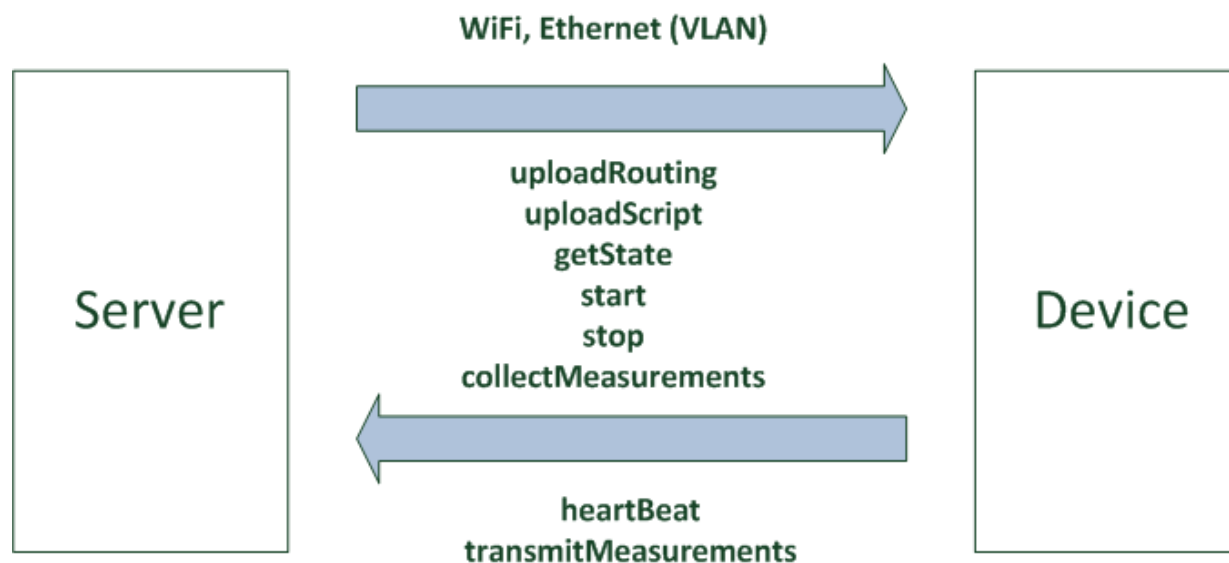 WiFi, Ethernet (VLAN)
uploadRouting
uploadScript
getState
start
stop
collectMeasurements
Server
Device
heartBeat
transmitMeasurements